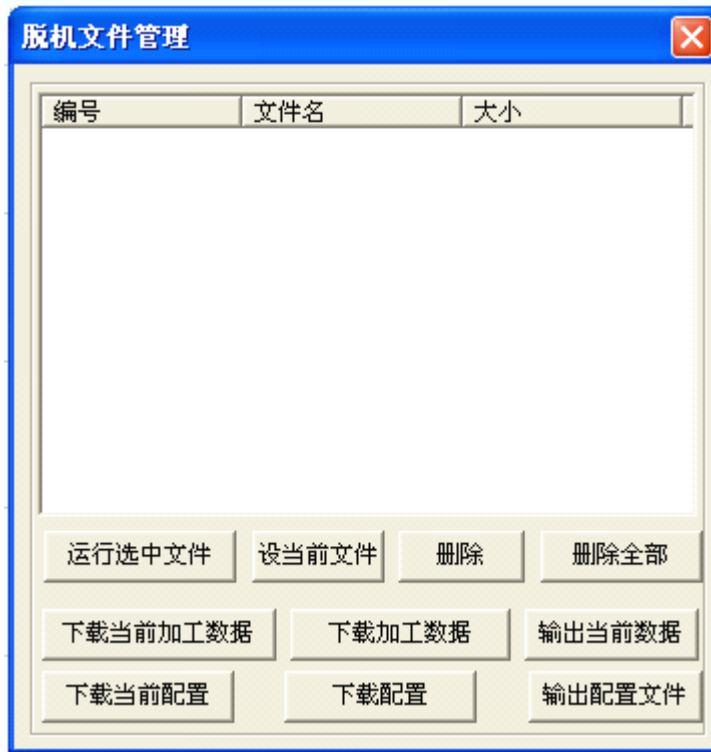 脱机文件管理
编号 文件名 大小
运行选中文件 设当前文件 删除 删除全部
下载当前加工数据 下载加工数据 输出当前数据
下载当前配置 下载配置 输出配置文件